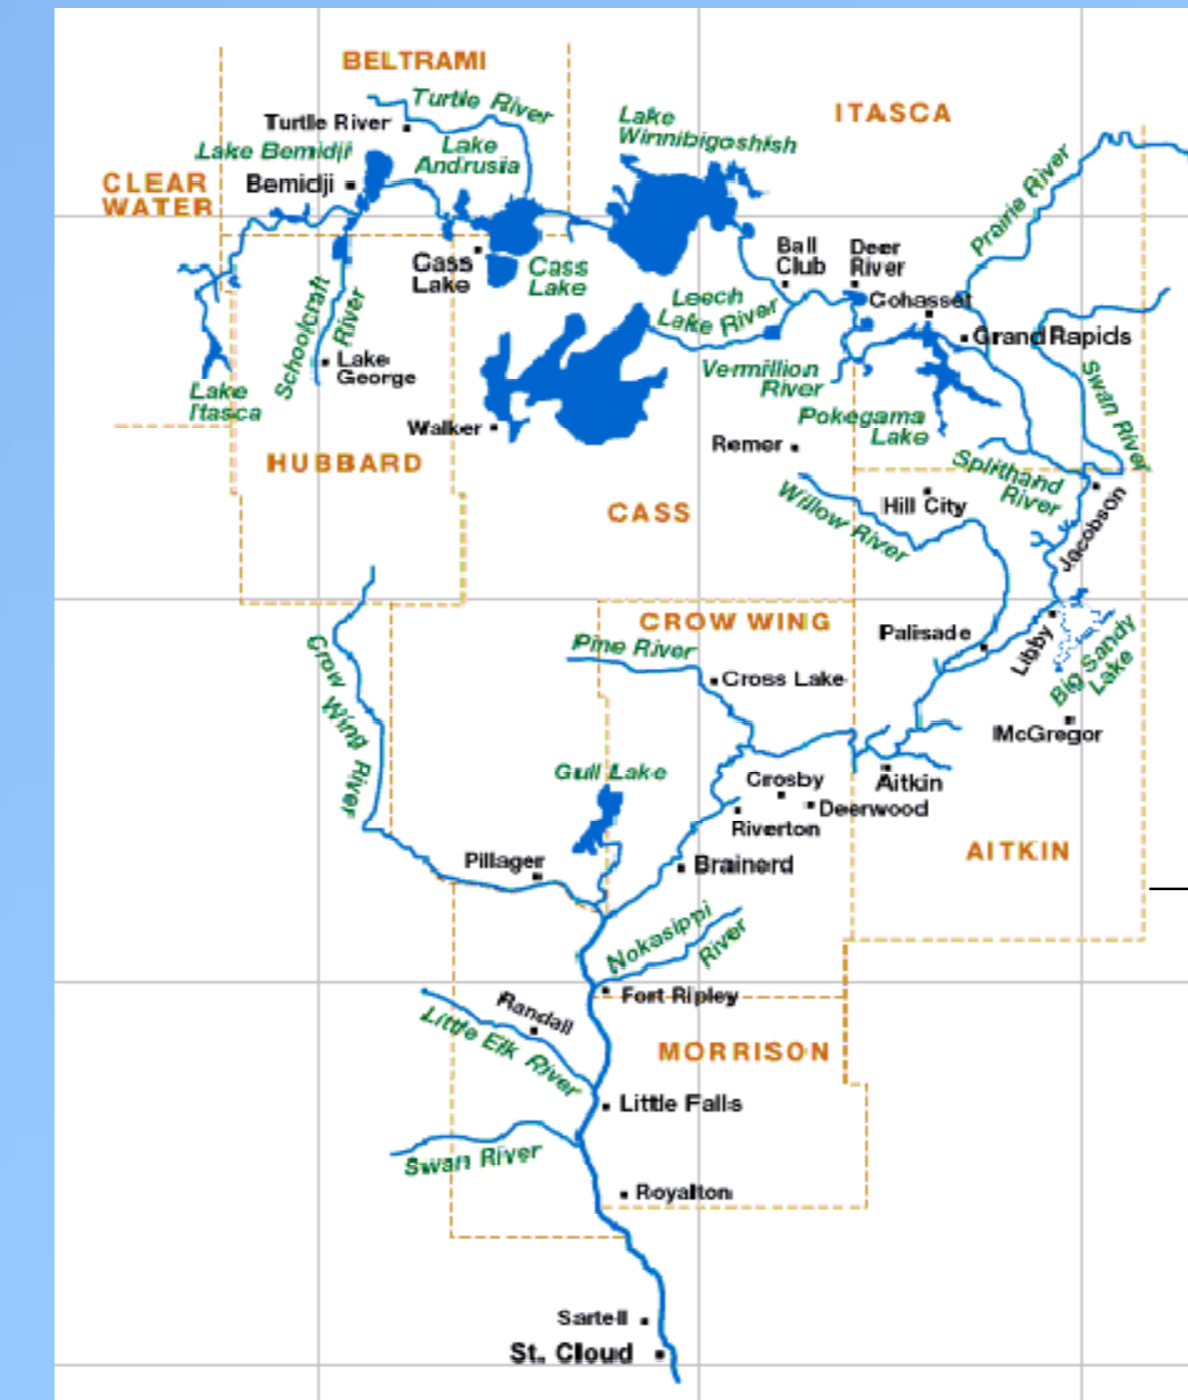 BELTRAMI
Turtle River
Turtle River
Lake
Winnibigoshish
ITASCA
Lake Bemidji
Lake
Andrusia
Bemidji
CLEAR
WATER
Prairie River
Cass
Lake
Cass
Lake
Ball
Club
Deer
River
Cohasset
Leech
Lake River
Grand Rapids
Schoolcraft
River
Lake
George
Lake
Itasca
Vermillion
River
Swan River
Pokegama
Lake
Walker
Remer
HUBBARD
Splithand
River
Willow River
Hill City
CASS
Jacobson
CROW WING
Palisade
Libby
Big Sandy
Lake
Crow Wing River
Pine River
Cross Lake
McGregor
Gull Lake
Crosby
Aitkin
Deerwood
Riverton
AITKIN
Pillager
Brainerd
Nokasippi
River
Fort Ripley
Randall
Little Elk River
MORRISON
Little Falls
Swan River
Royalton
Sartell
St. Cloud